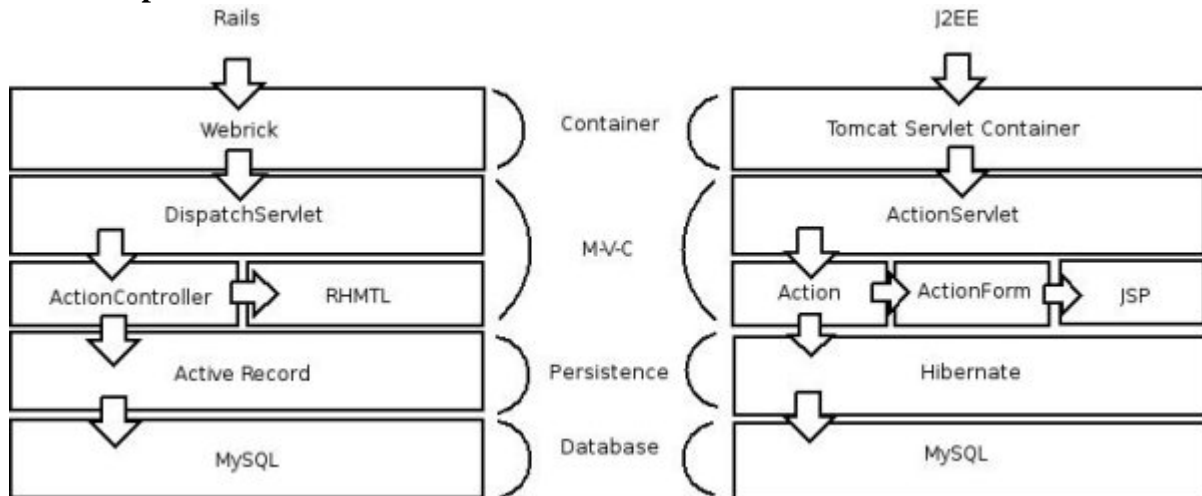 Rails
J2EE
Webrick
Container
Tomcat Servlet Container
DispatchServlet
M-V-C
ActionServlet
ActionController
RHMTL
Action
ActionForm
JSP
Active Record
Persistence
Hibernate
MySQL
Database
MySQL